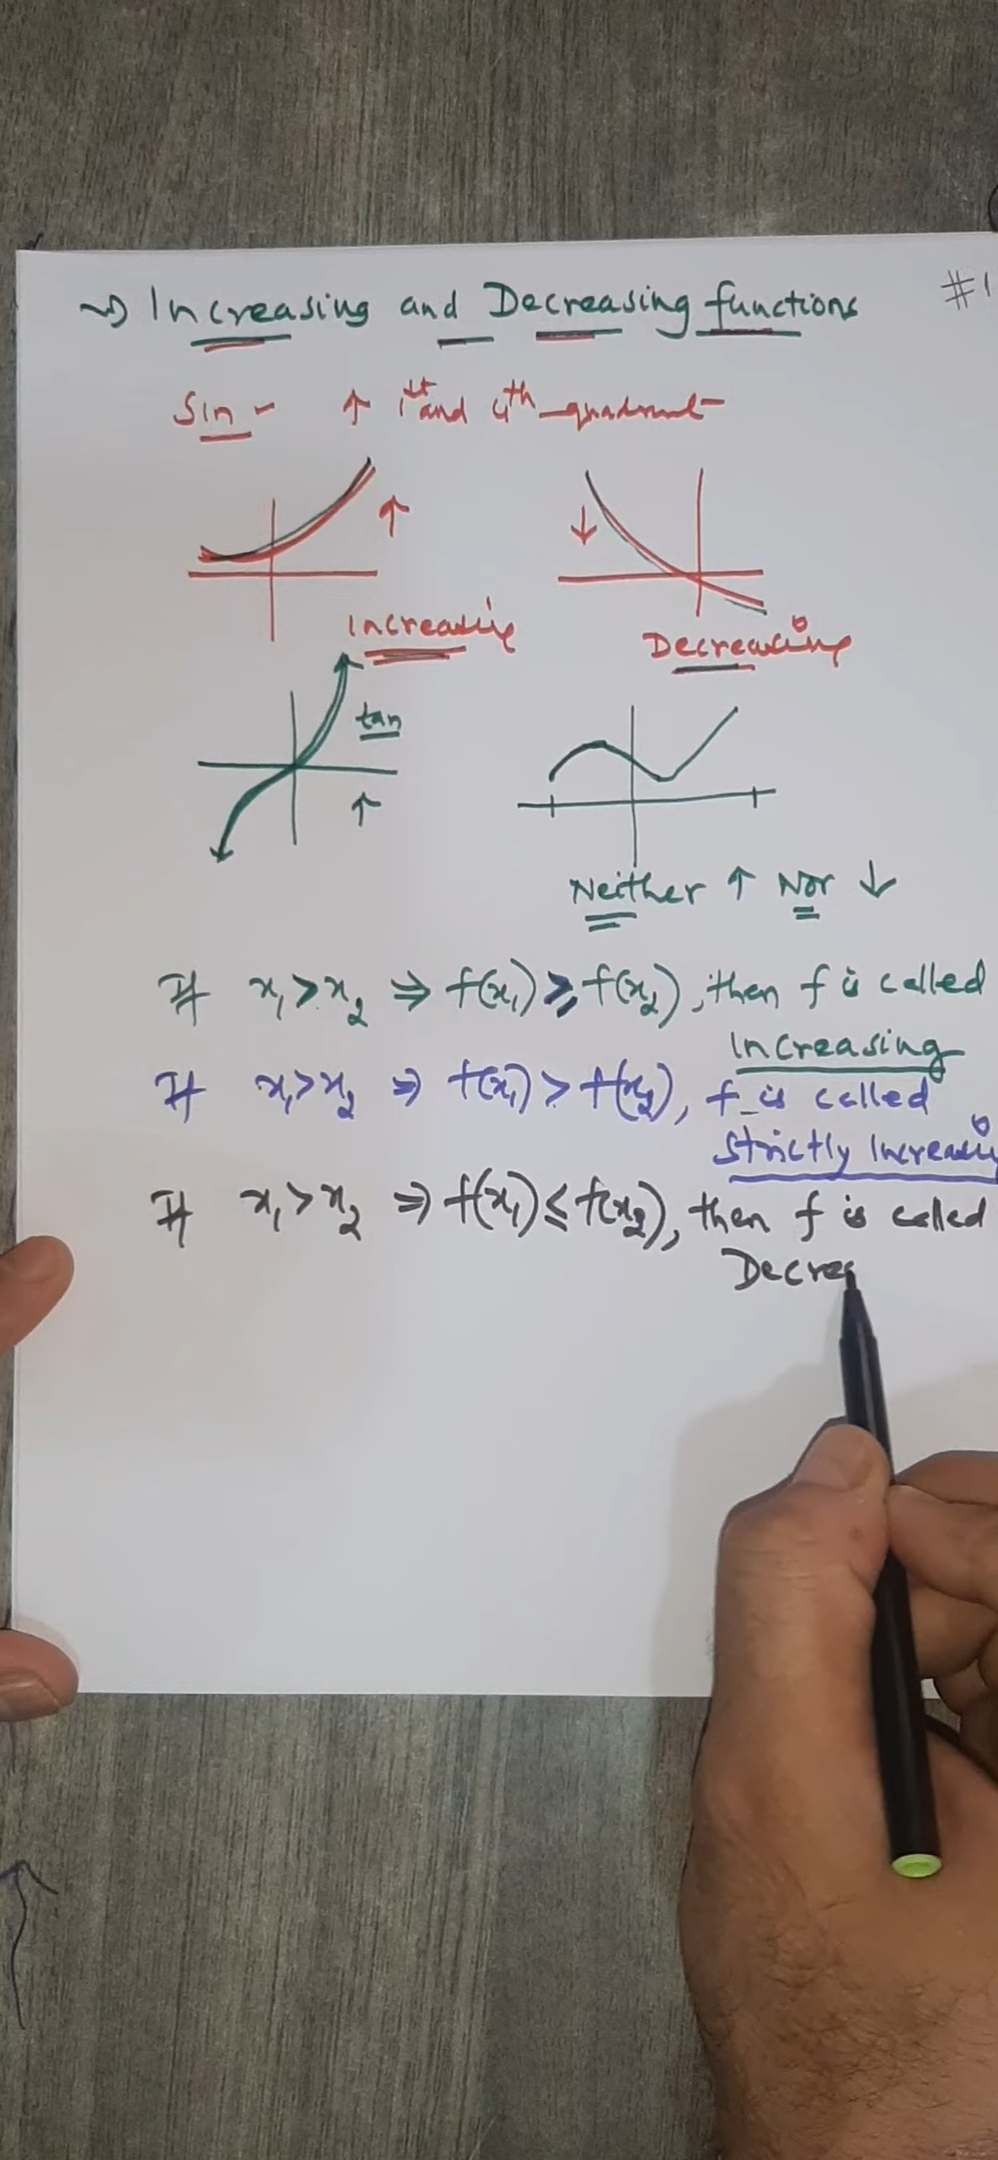 → Increasing and Decreasing functions #1
Sin - ↑ 1st and 4th quadrant
↑ ↓
Increasing Decreasing
tan
↑
Neither ↑ Nor ↓
If x₁>x₂ ⇒ f(x₁)≥f(x₂), then f is called
Increasing
If x₁>x₂ ⇒ f(x₁)>f(x₂), f is called
Strictly Increasin
If x₁>x₂ ⇒ f(x₁)≤f(x₂), then f is called
Decrea